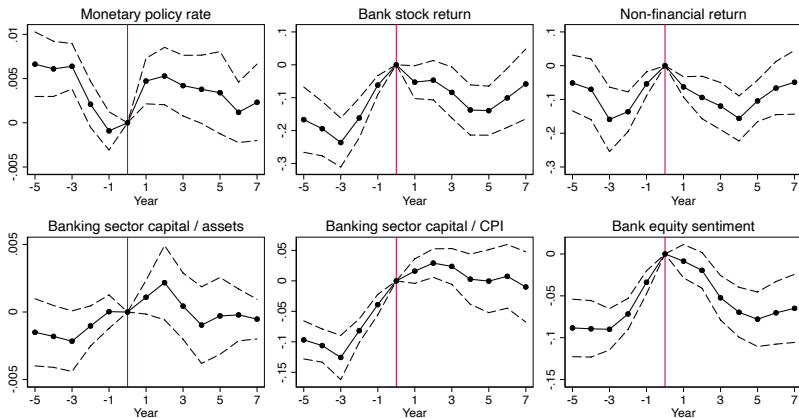 Monetary policy rate
.01
.005
0
-.005
-5 -3 -1 1 3 5 7
Year
Bank stock return
.1
0
.1
.2
.3
-5 -3 -1 1 3 5 7
Year
Non-financial return
.1
0
.1
.2
.3
-5 -3 -1 1 3 5 7
Year
Banking sector capital / assets
.005
0
-.005
-5 -3 -1 1 3 5 7
Year
Banking sector capital / CPI
.05
0
-.05
-.1
-.15
-5 -3 -1 1 3 5 7
Year
Bank equity sentiment
0
-.05
-.1
-.15
-5 -3 -1 1 3 5 7
Year